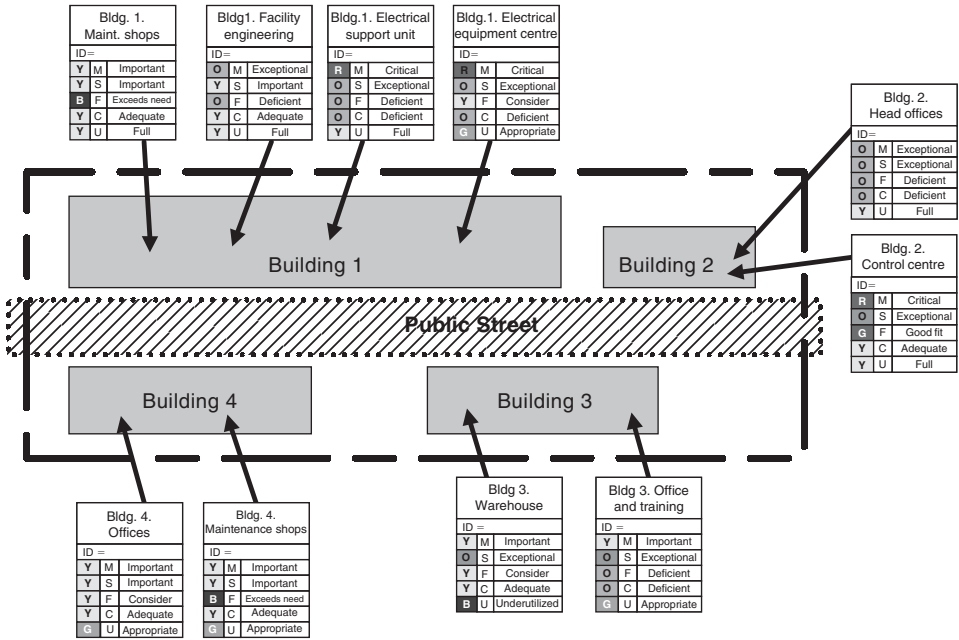 Bldg. 1.
Maint. shops
ID=
Y M Important
Y S Important
B F Exceeds need
Y C Adequate
Y U Full
Bldg1. Facility
engineering
ID=
O M Exceptional
Y S Important
O F Deficient
Y C Adequate
Y U Full
Bldg.1. Electrical
support unit
ID=
R M Critical
O S Exceptional
O F Deficient
O C Deficient
Y U Full
Bldg.1. Electrical
equipment centre
ID=
R M Critical
O S Exceptional
Y F Consider
O C Deficient
G U Appropriate
Bldg. 2.
Head offices
ID=
O M Exceptional
O S Exceptional
O F Deficient
O C Deficient
Y U Full
Building 1
Building 2
Bldg. 2.
Control centre
ID=
R M Critical
O S Exceptional
G F Good fit
Y C Adequate
Y U Full
Public Street
Building 4
Building 3
Bldg. 4.
Offices
ID =
Y M Important
Y S Important
Y F Consider
Y C Adequate
G U Appropriate
Bldg. 4.
Maintenance shops
ID =
Y M Important
Y S Important
B F Exceeds need
Y C Adequate
G U Appropriate
Bldg 3.
Warehouse
ID =
Y M Important
O S Exceptional
Y F Consider
Y C Adequate
B U Underutilized
Bldg 3. Office
and training
ID =
Y M Important
O S Exceptional
O F Deficient
O C Deficient
G U Appropriate